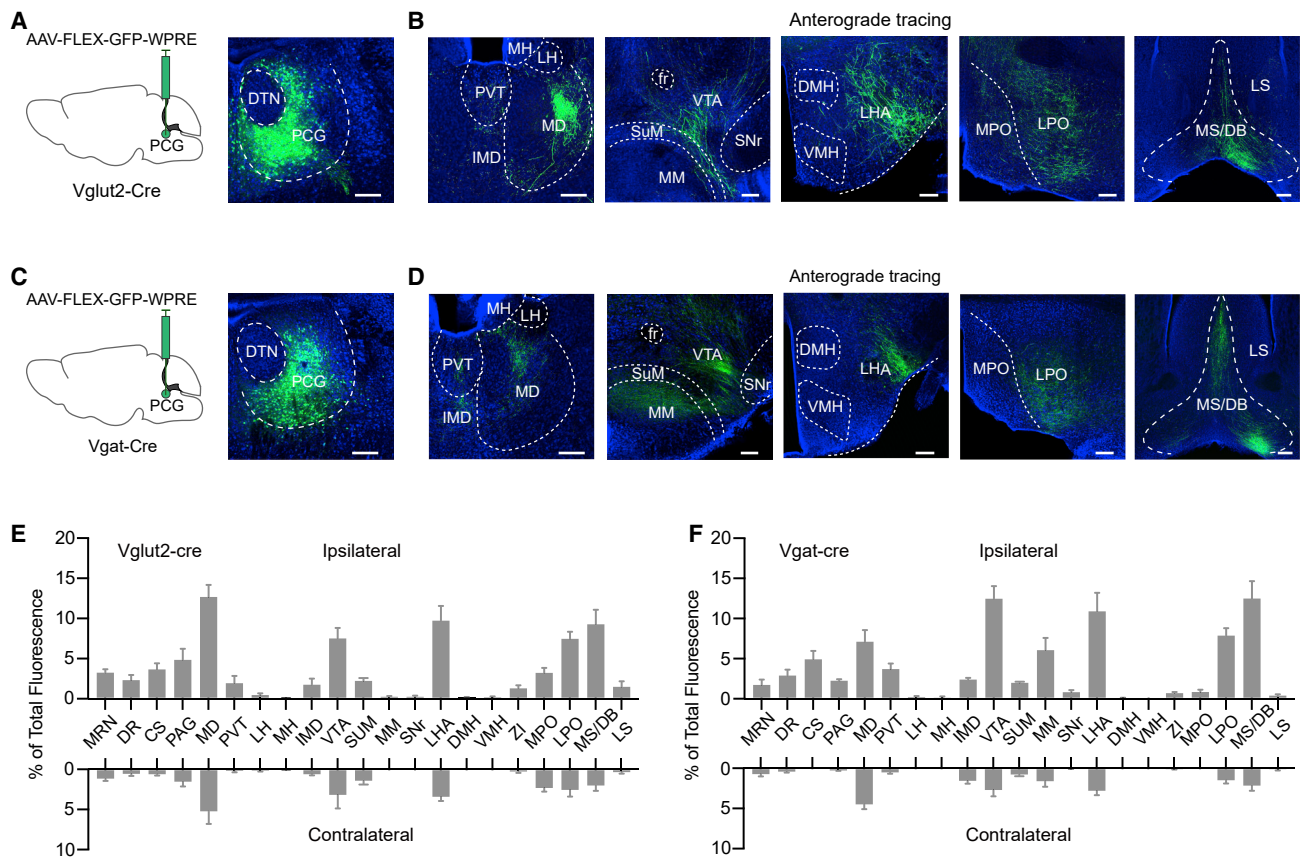 A
AAV-FLEX-GFP-WPRE
PCG
Vglut2-Cre
DTN
PCG
B
Anterograde tracing
MH
LH
PVT
MD
IMD
fr
VTA
SuM
SNr
MM
DMH
LHA
VMH
MPO
LPO
LS
MS/DB
C
AAV-FLEX-GFP-WPRE
PCG
Vgat-Cre
DTN
PCG
D
Anterograde tracing
MH
LH
PVT
MD
IMD
fr
VTA
SuM
SNr
MM
DMH
LHA
VMH
MPO
LPO
LS
MS/DB
E
Vglut2-cre
Ipsilateral
% of Total Fluorescence
20
15
10
5
0
MRN
DR
CS
PAG
MD
PVT
LH
MH
IMD
VTA
SUM
MM
SNr
LHA
DMH
VMH
ZI
MPO
LPO
MS/DB
LS
0
5
10
Contralateral
F
Vgat-cre
Ipsilateral
% of Total Fluorescence
20
15
10
5
0
MRN
DR
CS
PAG
MD
PVT
LH
MH
IMD
VTA
SUM
MM
SNr
LHA
DMH
VMH
ZI
MPO
LPO
MS/DB
LS
0
5
10
Contralateral